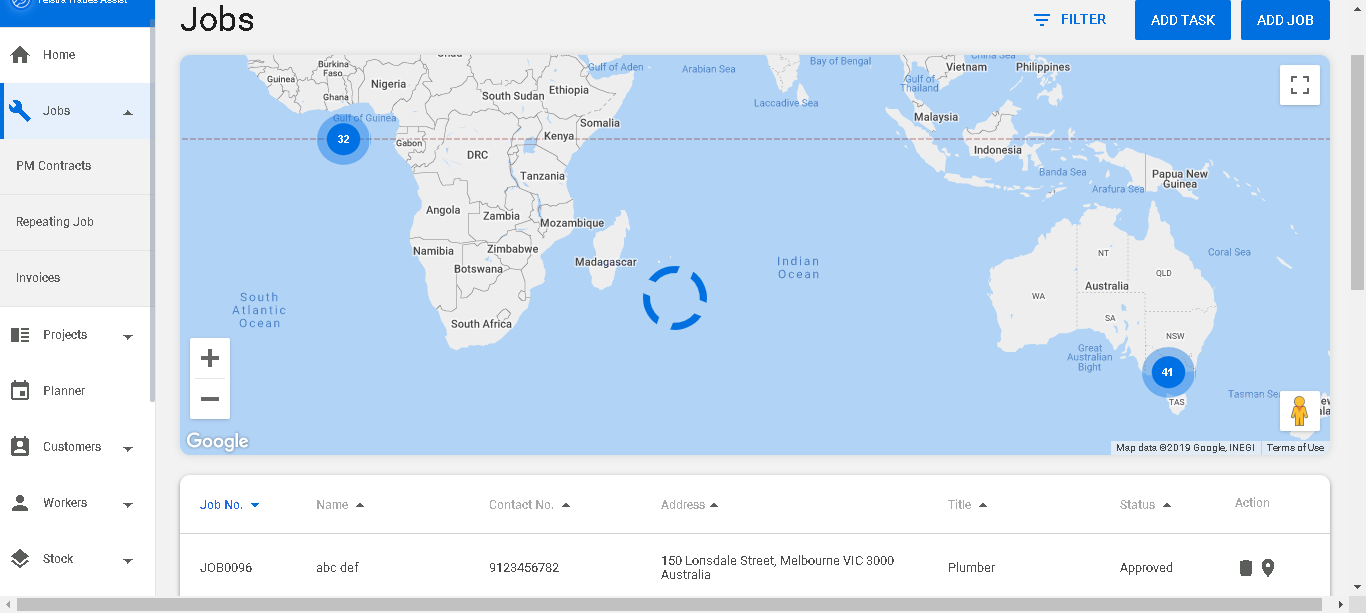 Telstra Trades Assist
Jobs
FILTER
ADD TASK
ADD JOB
Home
Jobs
PM Contracts
Repeating Job
Invoices
Projects
Planner
Customers
Workers
Stock
Guinea
Burkina
Faso
Ghana
Nigeria
South Sudan
Ethiopia
Gulf of Aden
Arabian Sea
Bay of Bengal
Laccadive Sea
Vietnam
Philippines
Gulf of
Thailand
Malaysia
Somalia
Gulf of Guinea
32
Gabon
Kenya
DRC
Tanzania
Indonesia
Banda Sea
Arafura Sea
Papua New
Guinea
Angola
Zambia
Mozambique
Namibia
Zimbabwe
Botswana
Madagascar
South Africa
Indian
Ocean
South
Atlantic
Ocean
Coral Sea
NT
QLD
WA
Australia
SA
NSW
Great
Australian
Bight
41
TAS
Tasman Se
+
−
Google
Map data ©2019 Google, INEGI
Terms of Use
Job No.
Name
Contact No.
Address
Title
Status
Action
JOB0096
abc def
9123456782
150 Lonsdale Street, Melbourne VIC 3000
Australia
Plumber
Approved